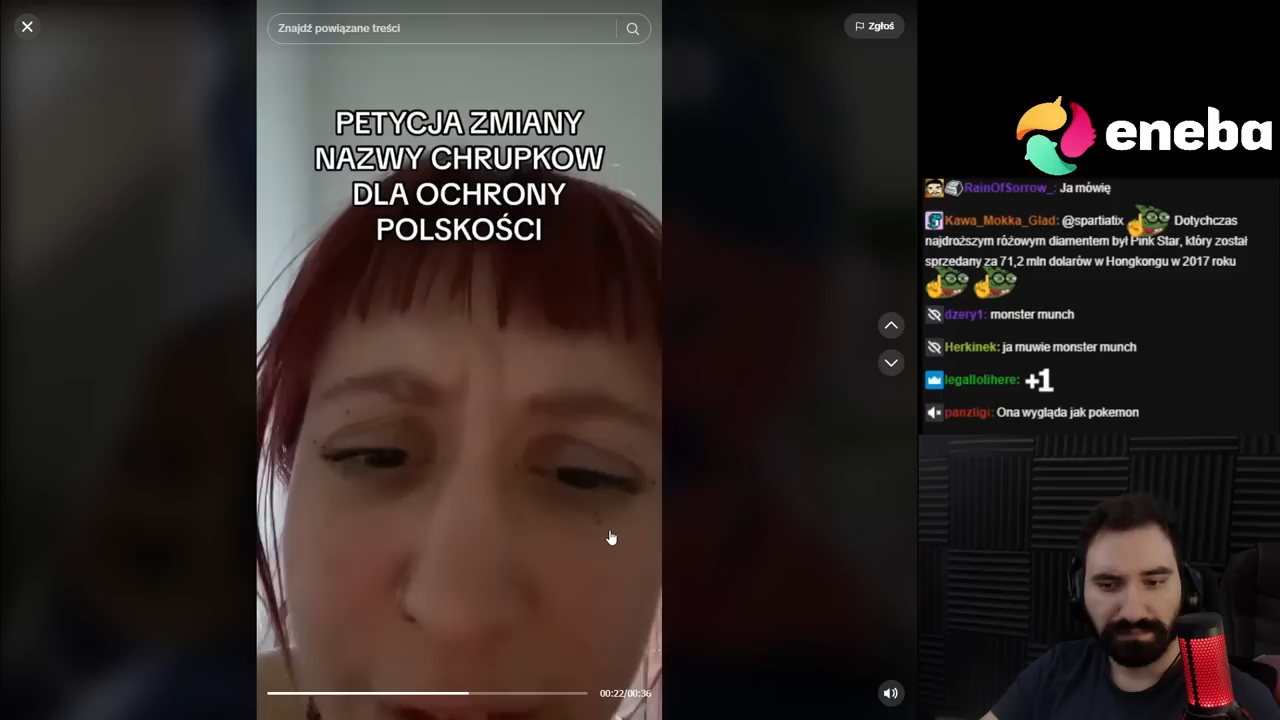 Znajdź powiązane treści
Zgłoś
PETYCJA ZMIANY
NAZWY CHRUPKOW
DLA OCHRONY
POLSKOŚCI
00:22/00:36
eneba
RainOfSorrow_: Ja mówię
Kawa_Mokka_Glad: @spartiatix Dotychczas
najdroższym różowym diamentem był Pink Star, który został
sprzedany za 71,2 mln dolarów w Hongkongu w 2017 roku
dzery1: monster munch
Herkinek: ja muwie monster munch
legallolihere: +1
panzligi: Ona wygląda jak pokemon